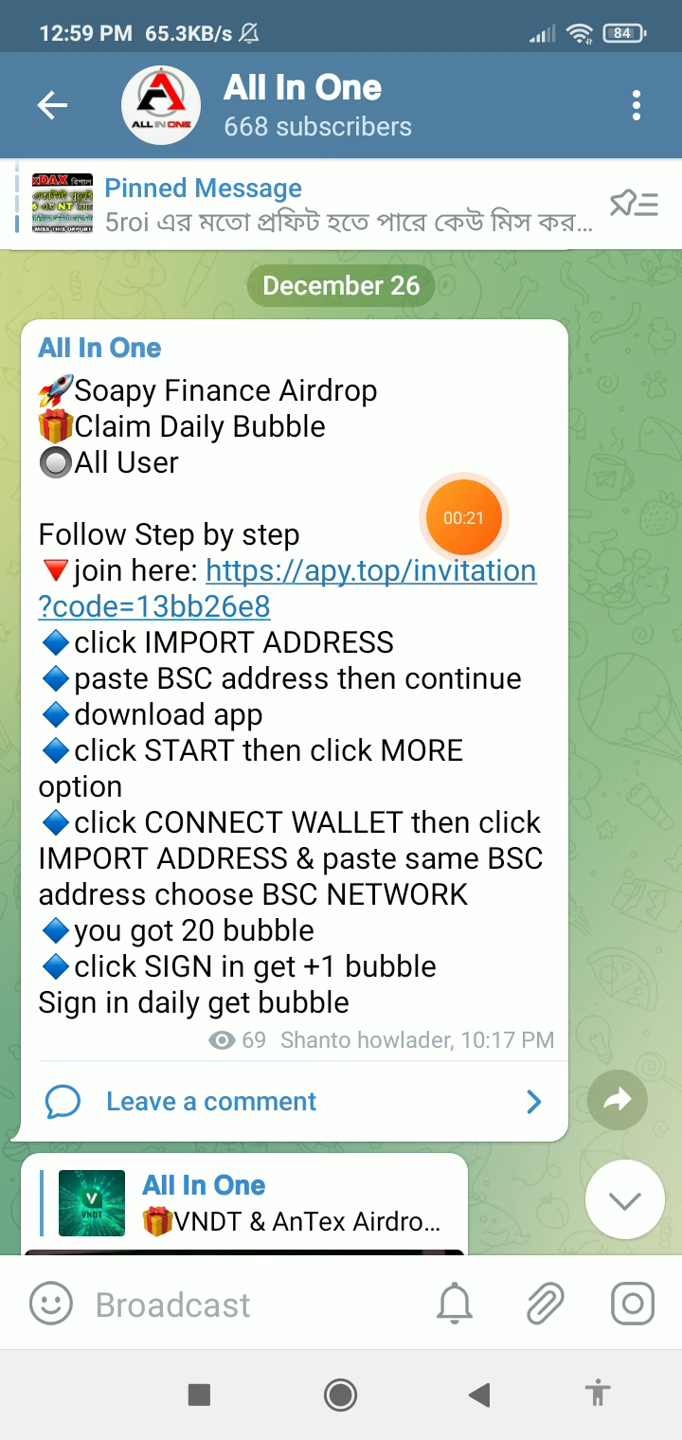 12:59 PM 65.3KB/s 84
ALL IN ONE
All In One
668 subscribers
Pinned Message
5roi এর মতো প্রফিট হতে পারে কেউ মিস কর...
December 26
All In One
🚀Soapy Finance Airdrop
🎁Claim Daily Bubble
🔘All User
00:21
Follow Step by step
🔻join here: https://apy.top/invitation
?code=13bb26e8
🔷click IMPORT ADDRESS
🔷paste BSC address then continue
🔷download app
🔷click START then click MORE
option
🔷click CONNECT WALLET then click
IMPORT ADDRESS & paste same BSC
address choose BSC NETWORK
🔷you got 20 bubble
🔷click SIGN in get +1 bubble
Sign in daily get bubble
69 Shanto howlader, 10:17 PM
Leave a comment
VNDT
All In One
🎁VNDT & AnTex Airdro...
Broadcast